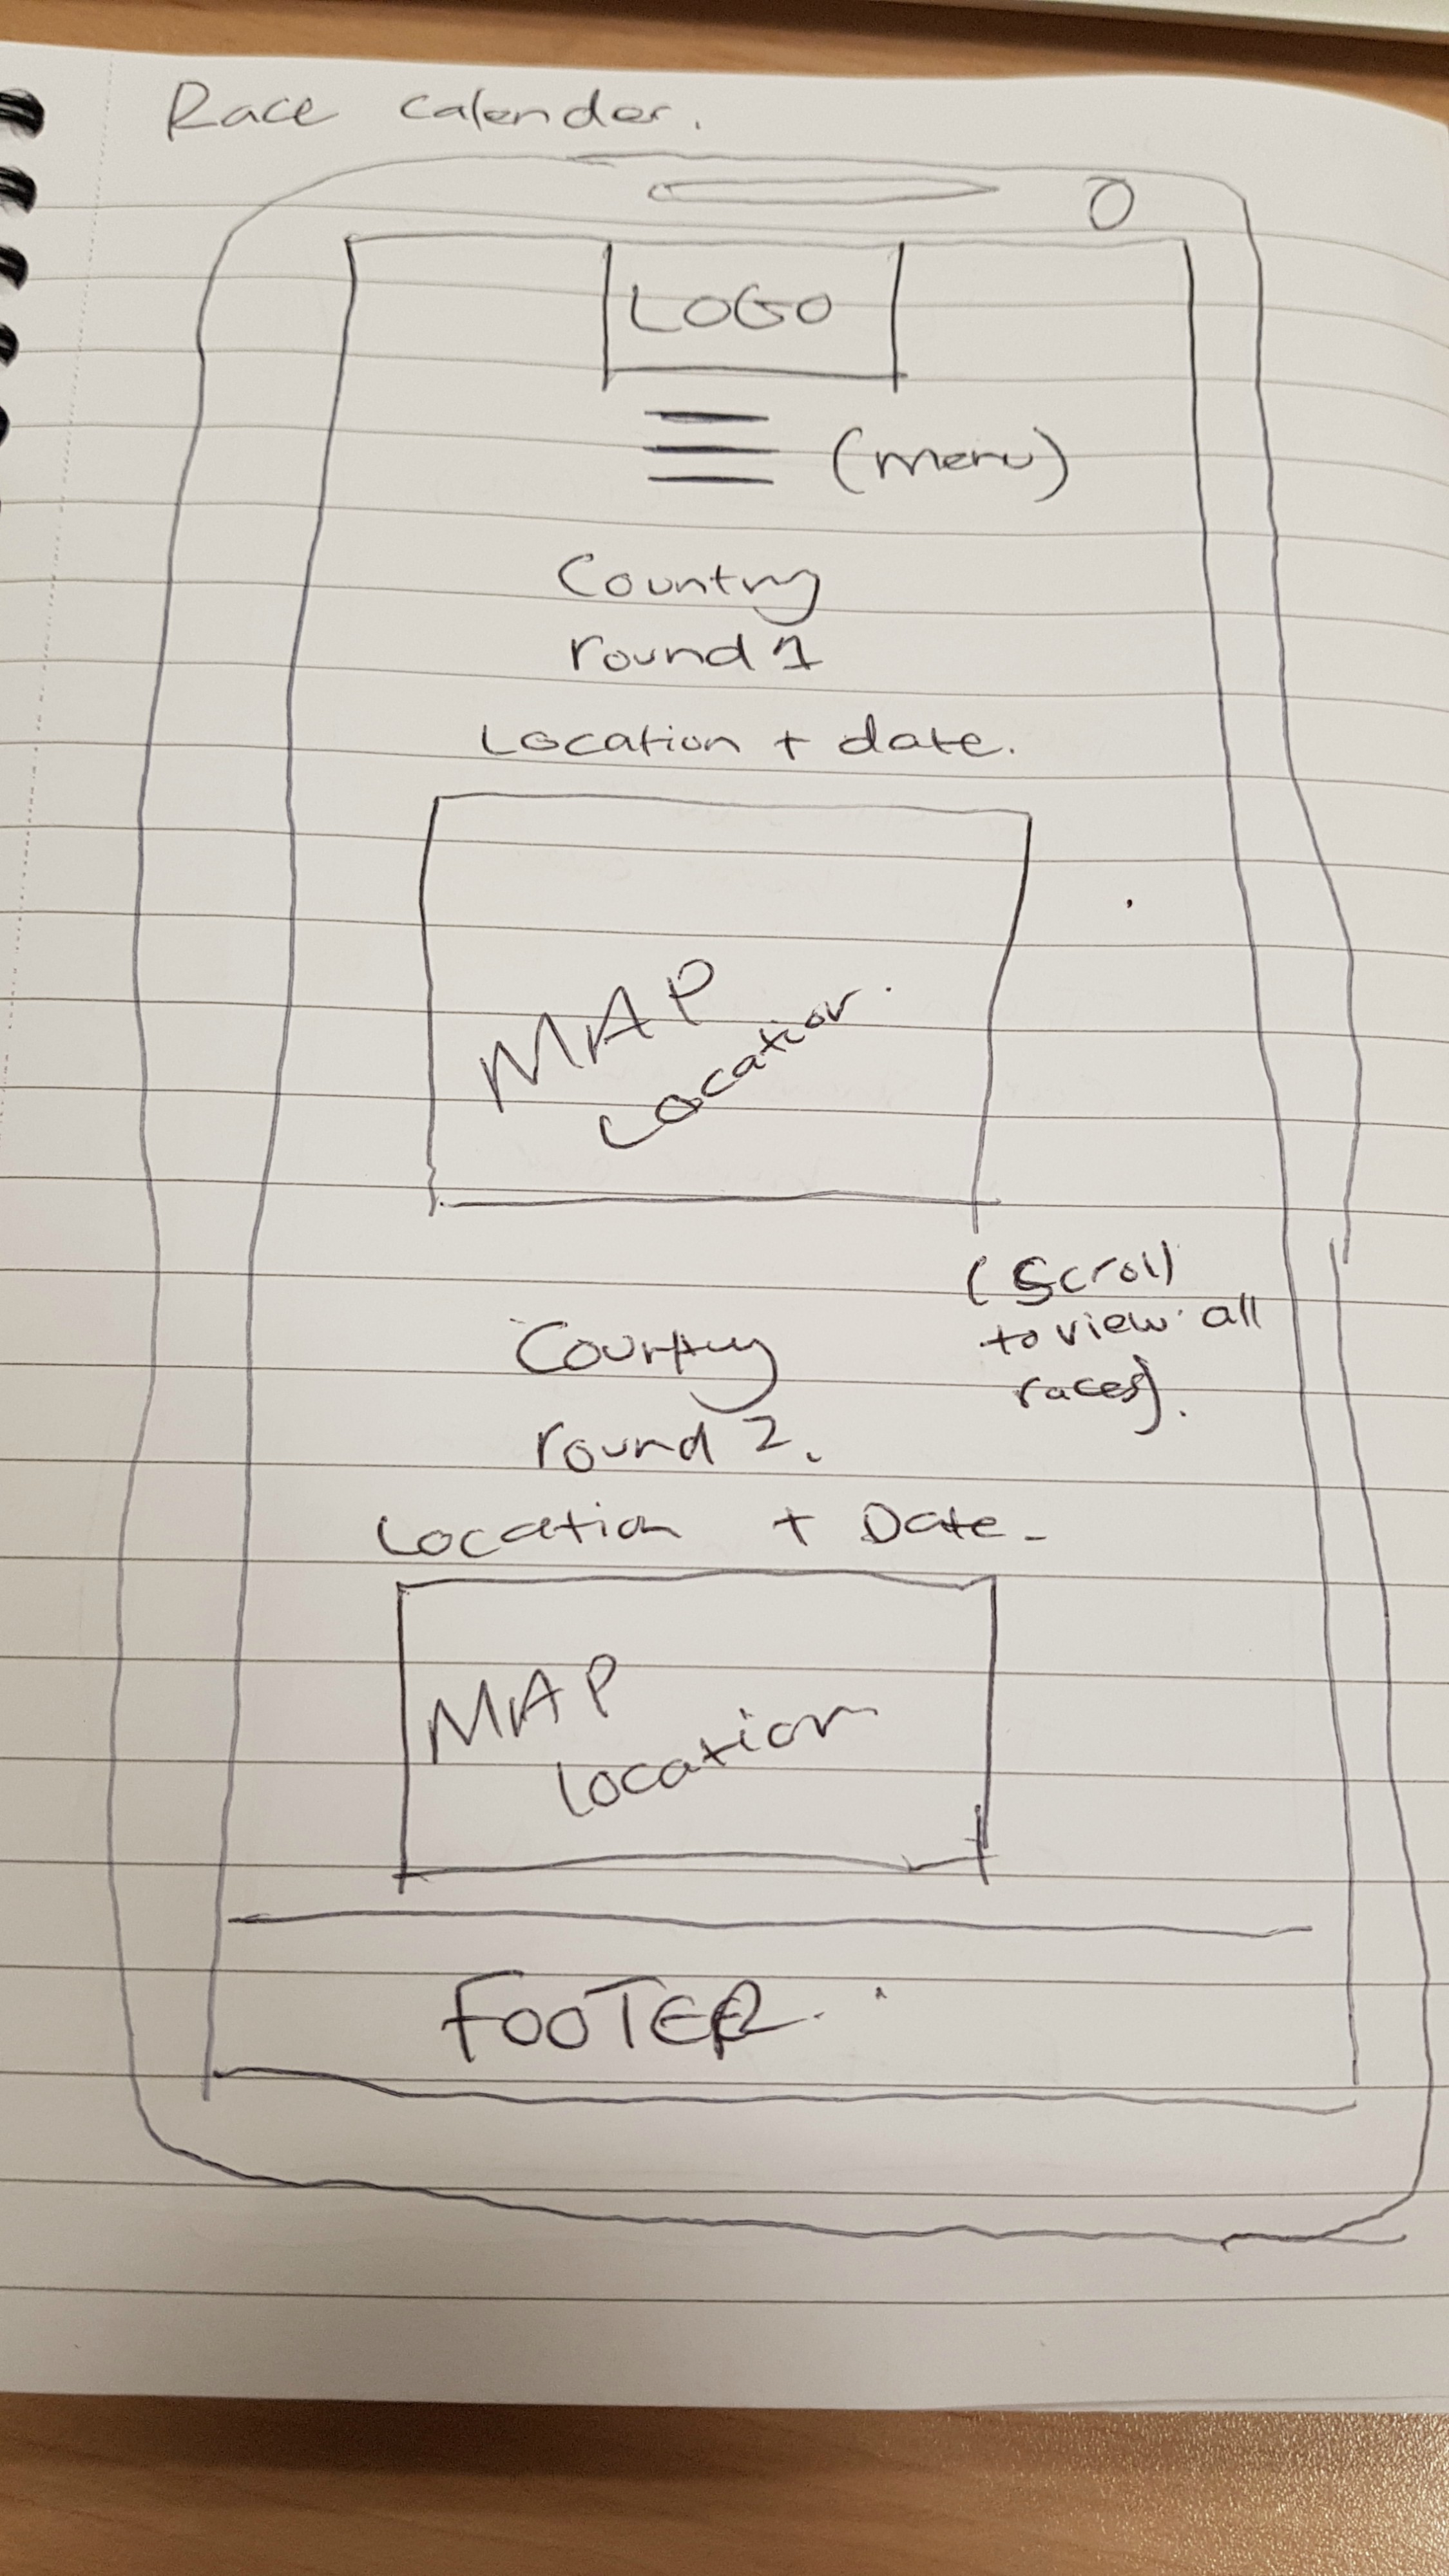 Race Calender.
LOGO
(menu)
Country
round 1
Location + date.
MAP
Location.
(Scroll
to view all
races).
Country
round 2.
Location + Date.
MAP
Location
FOOTER.